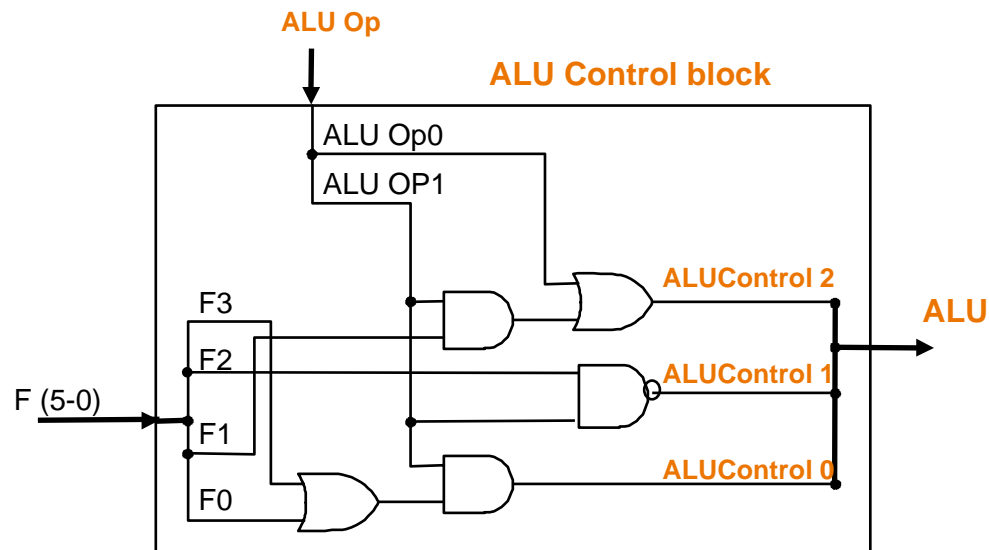 ALU Op
ALU Control block
ALU Op0
ALU OP1
ALUControl 2
F3
ALU
F2
ALUControl 1
F (5-0)
F1
ALUControl 0
F0